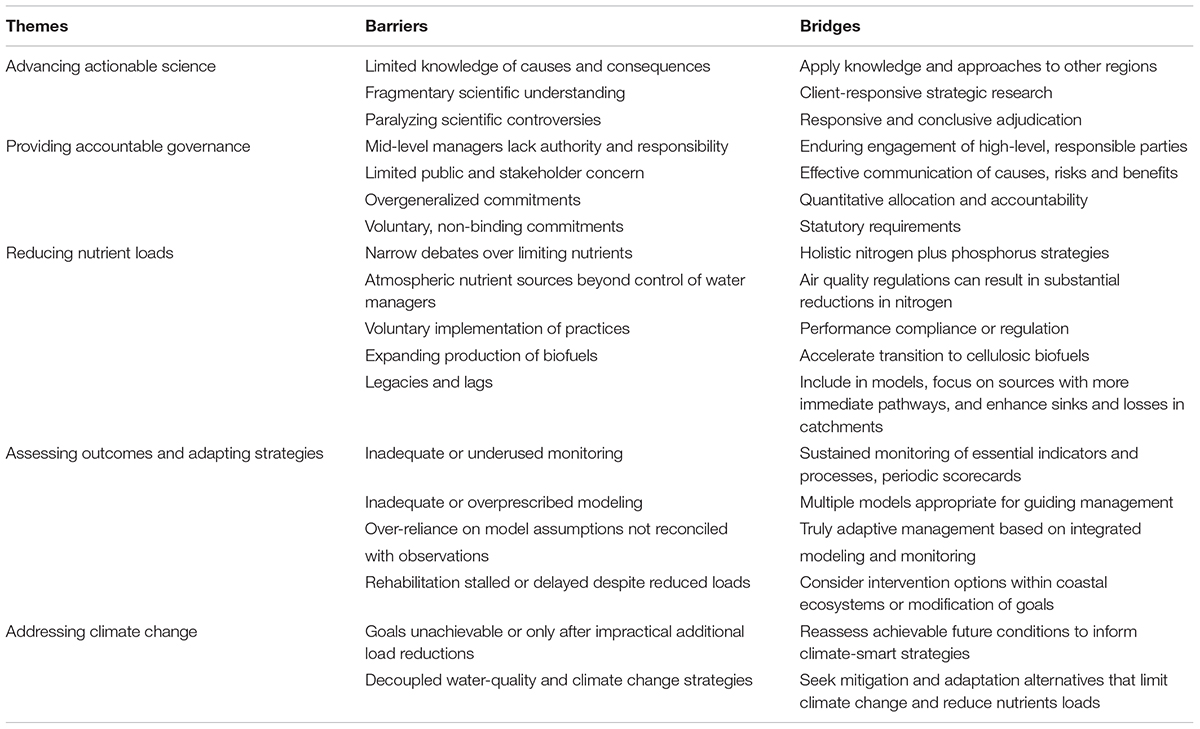 Themes Barriers Bridges
Advancing actionable science Limited knowledge of causes and consequences Apply knowledge and approaches to other regions
Fragmentary scientific understanding Client-responsive strategic research
Paralyzing scientific controversies Responsive and conclusive adjudication
Providing accountable governance Mid-level managers lack authority and responsibility Enduring engagement of high-level, responsible parties
Limited public and stakeholder concern Effective communication of causes, risks and benefits
Overgeneralized commitments Quantitative allocation and accountability
Voluntary, non-binding commitments Statutory requirements
Reducing nutrient loads Narrow debates over limiting nutrients Holistic nitrogen plus phosphorus strategies
Atmospheric nutrient sources beyond control of water Air quality regulations can result in substantial
managers reductions in nitrogen
Voluntary implementation of practices Performance compliance or regulation
Expanding production of biofuels Accelerate transition to cellulosic biofuels
Legacies and lags Include in models, focus on sources with more
immediate pathways, and enhance sinks and losses in
catchments
Assessing outcomes and adapting strategies Inadequate or underused monitoring Sustained monitoring of essential indicators and
processes, periodic scorecards
Inadequate or overprescribed modeling Multiple models appropriate for guiding management
Over-reliance on model assumptions not reconciled Truly adaptive management based on integrated
with observations modeling and monitoring
Rehabilitation stalled or delayed despite reduced loads Consider intervention options within coastal
ecosystems or modification of goals
Addressing climate change Goals unachievable or only after impractical additional Reassess achievable future conditions to inform
load reductions climate-smart strategies
Decoupled water-quality and climate change strategies Seek mitigation and adaptation alternatives that limit
climate change and reduce nutrients loads